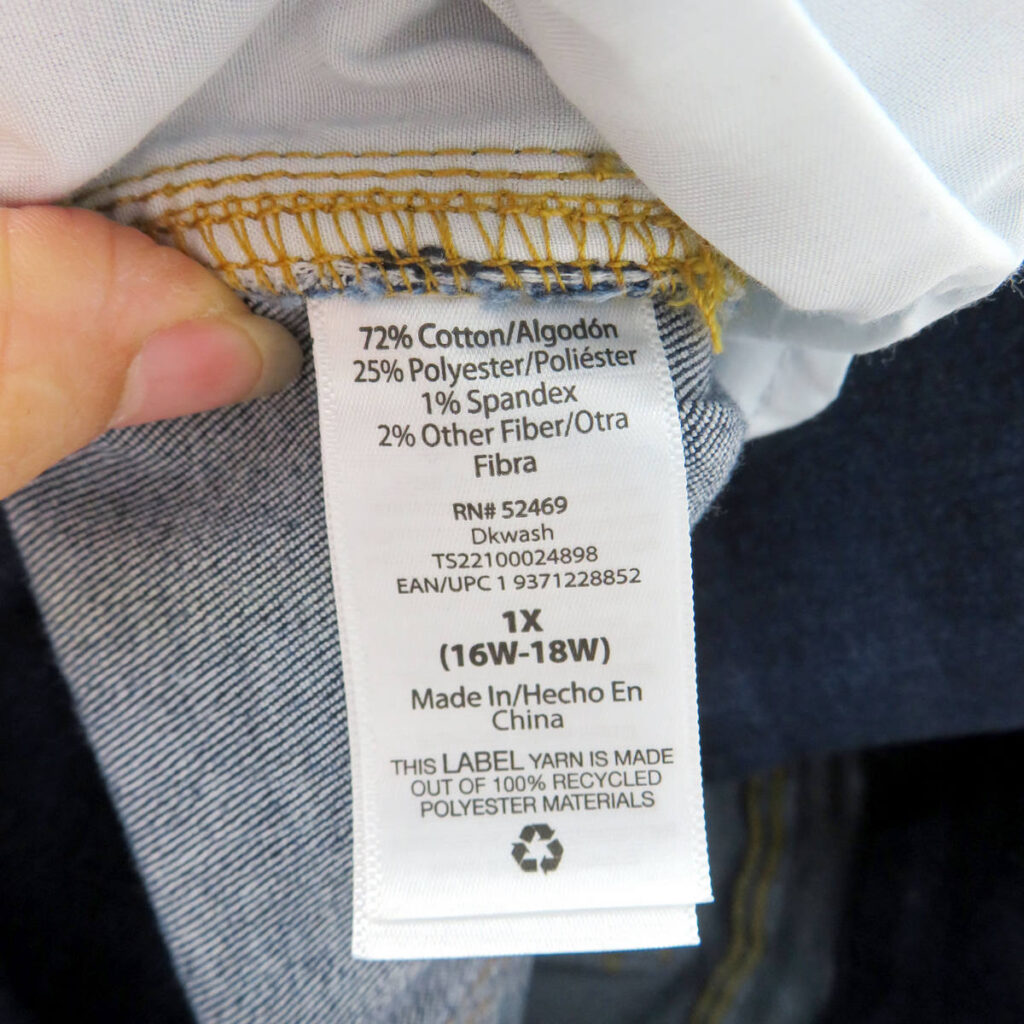 72% Cotton/Algodón
25% Polyester/Poliéster
1% Spandex
2% Other Fiber/Otra
Fibra
RN# 52469
Dkwash
TS22100024898
EAN/UPC 1 9371228852
1X
(16W-18W)
Made In/Hecho En
China
THIS LABEL YARN IS MADE
OUT OF 100% RECYCLED
POLYESTER MATERIALS